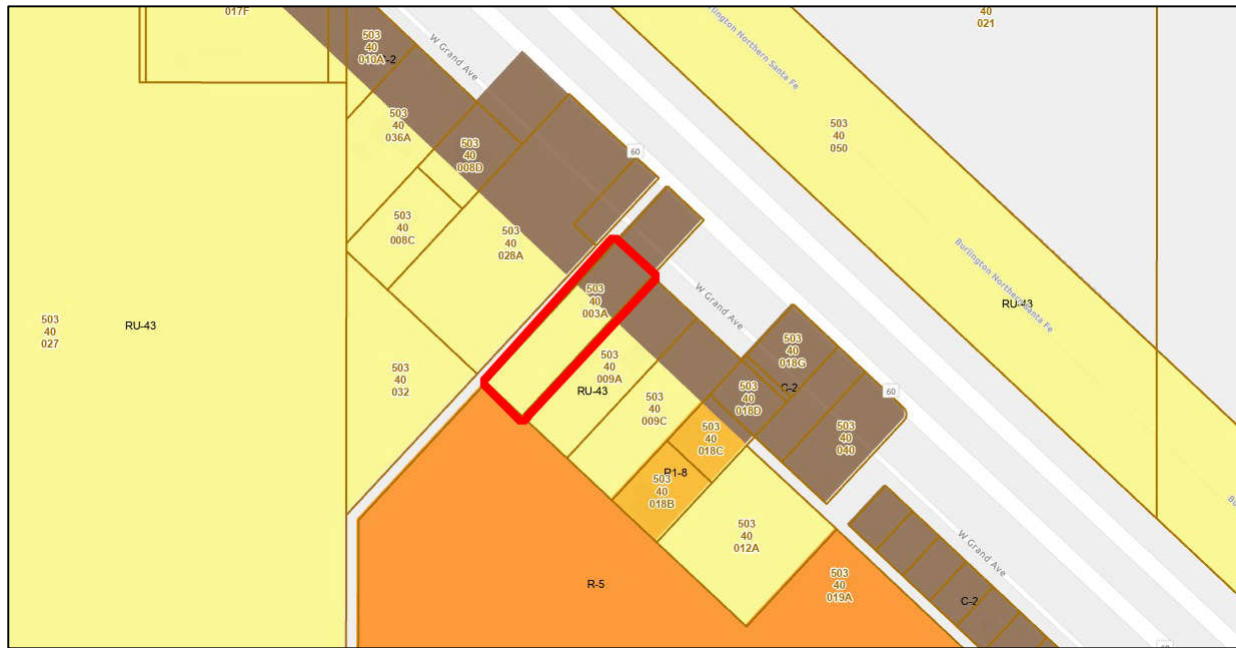 017F
40
021
503
40
010A
C-2
W Grand Ave
Burlington Northern Santa Fe
503
40
036A
503
40
008D
60
503
40
050
503
40
008C
503
40
028A
Burlington Northern Santa Fe
RU-43
503
40
027
RU-43
503
40
003A
W Grand Ave
503
40
032
503
40
009A
RU-43
503
40
009C
503
40
018G
C-2
503
40
018D
60
503
40
018C
503
40
040
R1-8
503
40
018B
503
40
012A
R-5
503
40
019A
W Grand Ave
C-2
60